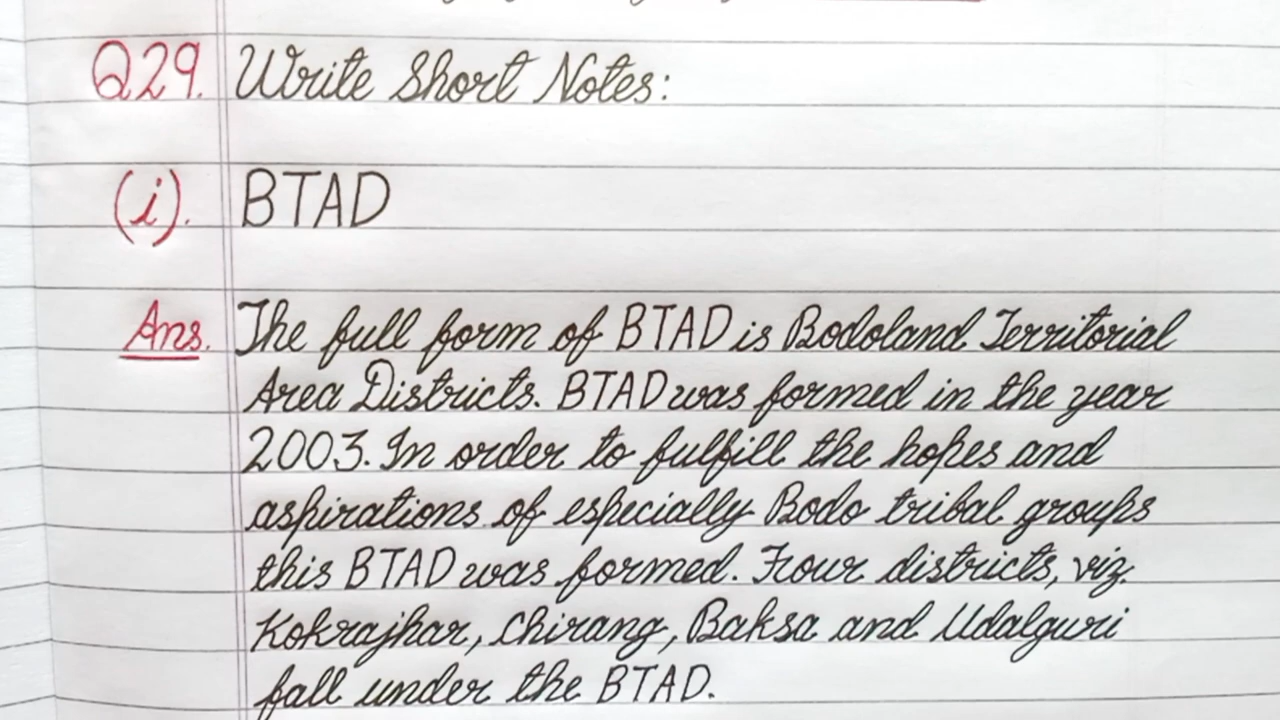 Q29. Write Short Notes:
(i). BTAD
Ans. The full form of BTAD is Bodoland Territorial
Area Districts. BTAD was formed in the year
2003. In order to fulfill the hopes and
aspirations of especially Bodo tribal groups
this BTAD was formed. Four districts, viz.
Kokrajhar, Chirang, Baksa and Udalguri
fall under the BTAD.